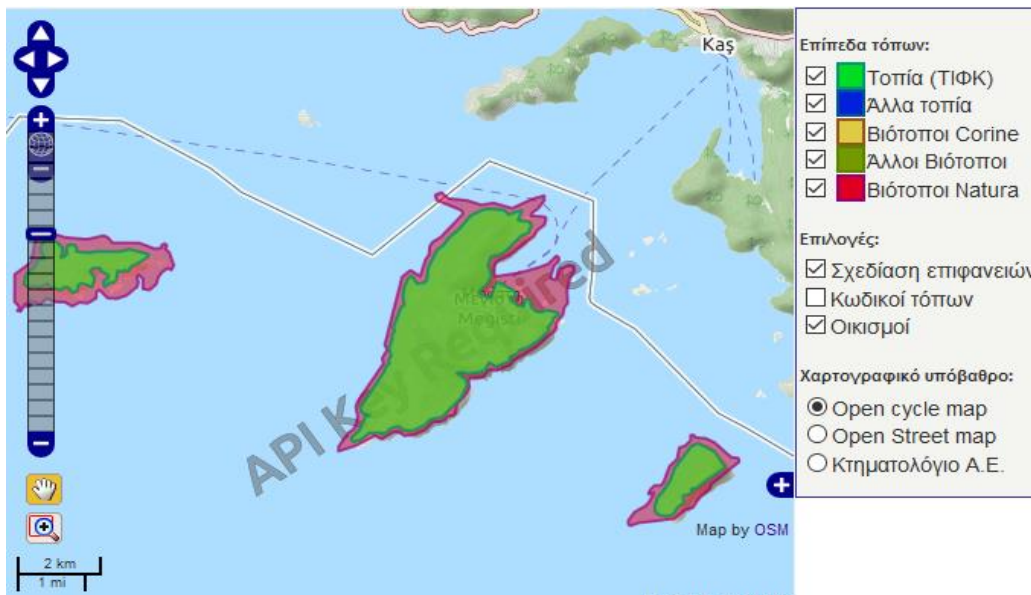 Kaş
Μεγίστη
Megisti
API Key Required
Map by OSM
2 km
1 mi
Επίπεδα τόπων:
Τοπία (ΤΙΦΚ)
Άλλα τοπία
Βιότοποι Corine
Άλλοι Βιότοποι
Βιότοποι Natura
Επιλογές:
Σχεδίαση επιφανειών
Κωδικοί τόπων
Οικισμοί
Χαρτογραφικό υπόβαθρο:
Open cycle map
Open Street map
Κτηματολόγιο Α.Ε.